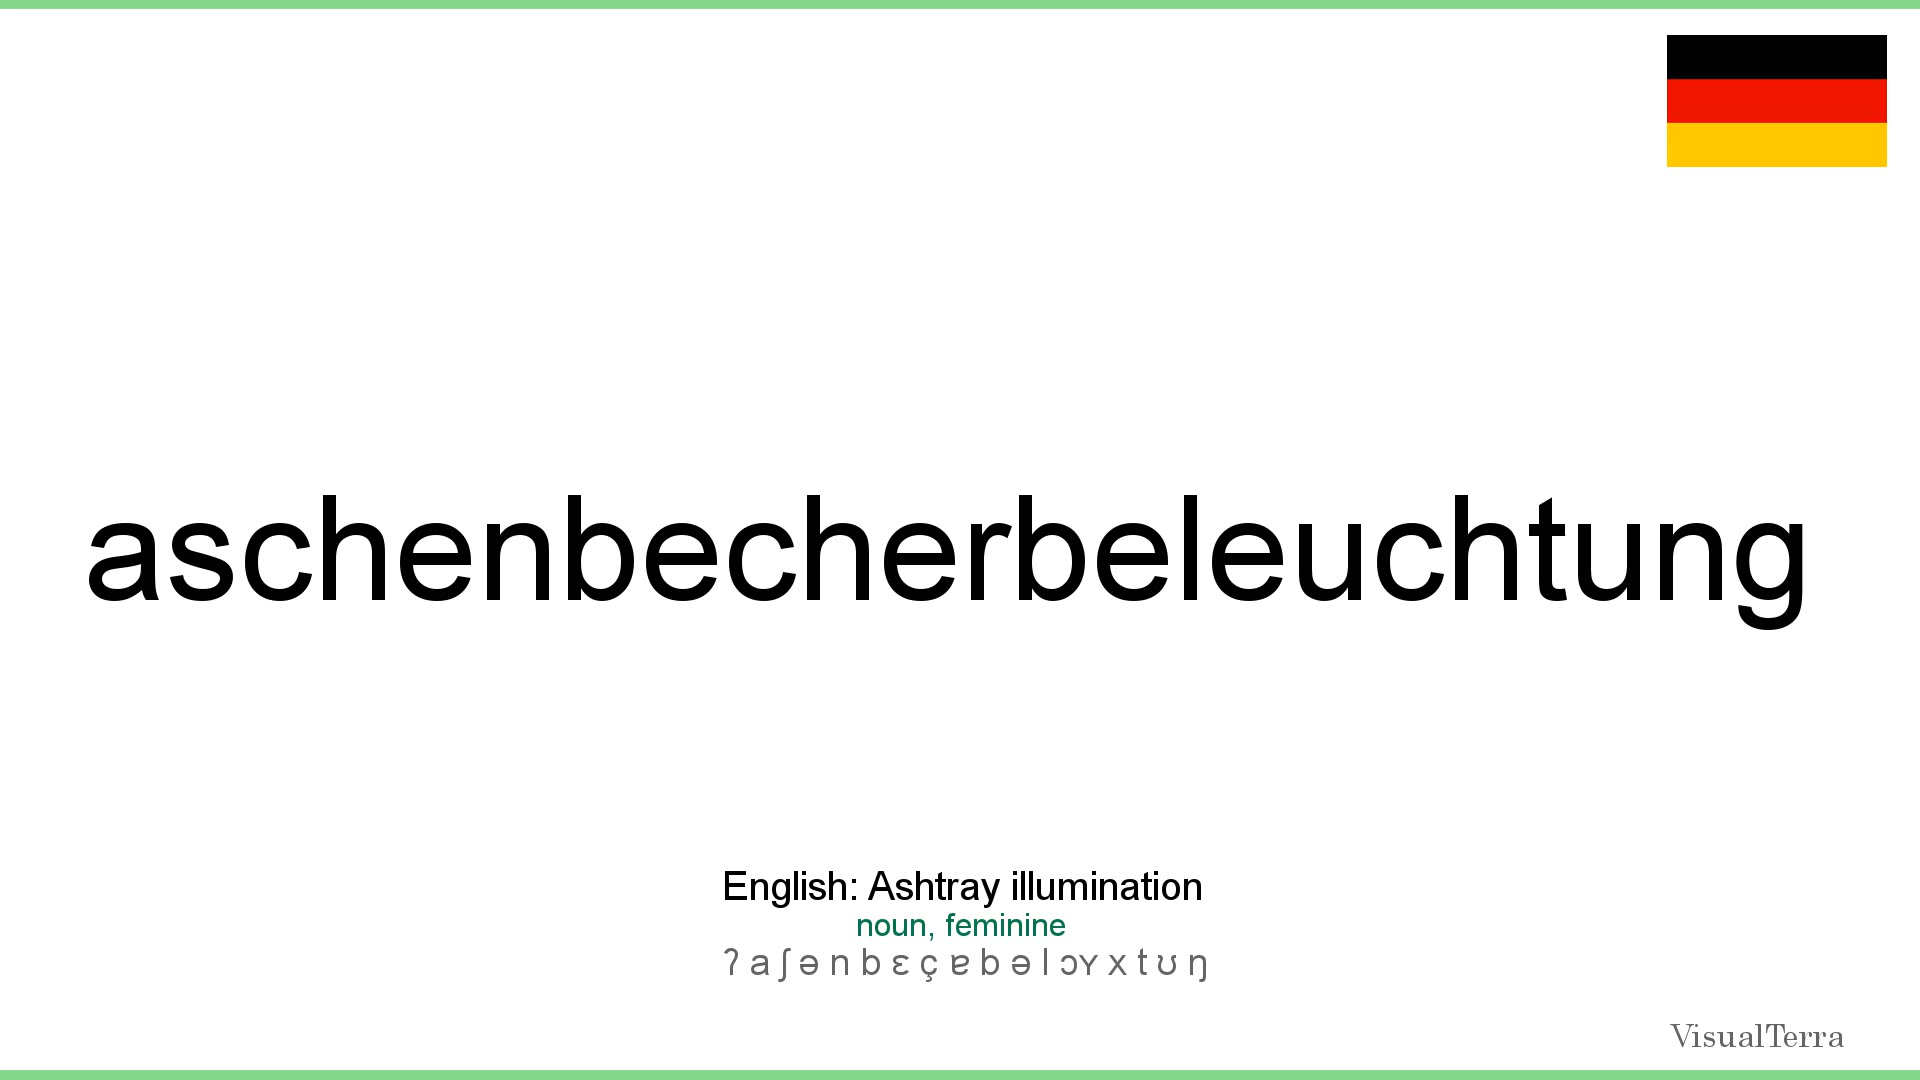 aschenbecherbeleuchtung
English: Ashtray illumination
noun, feminine
ʔ a ʃ ə n b ɛ ç ɐ b ə l ɔʏ x t ʊ ŋ
VisualTerra